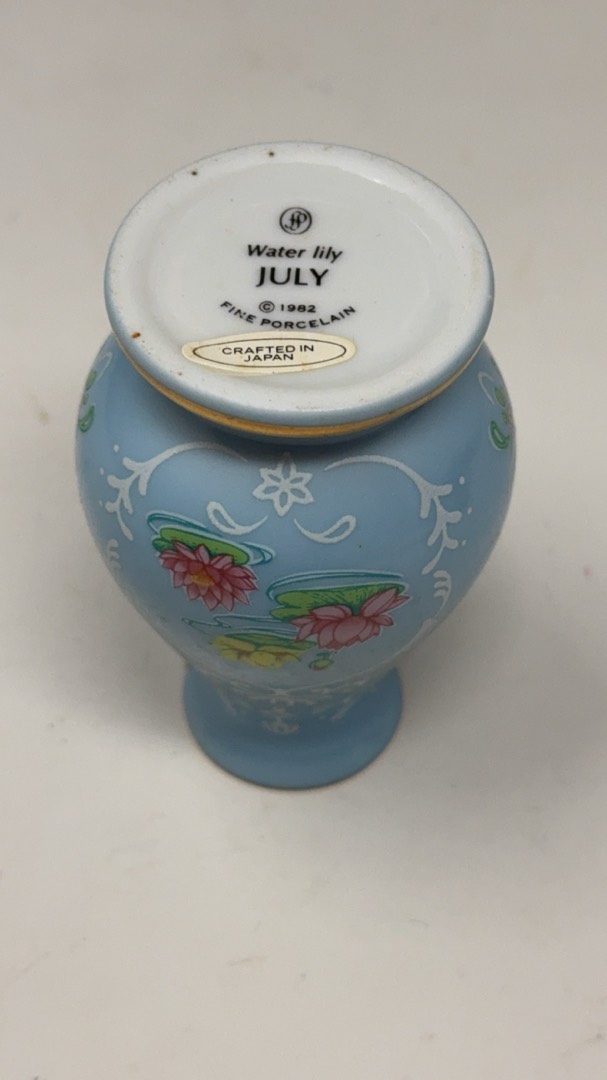 Water lily
JULY
© 1982
FINE PORCELAIN
CRAFTED IN
JAPAN